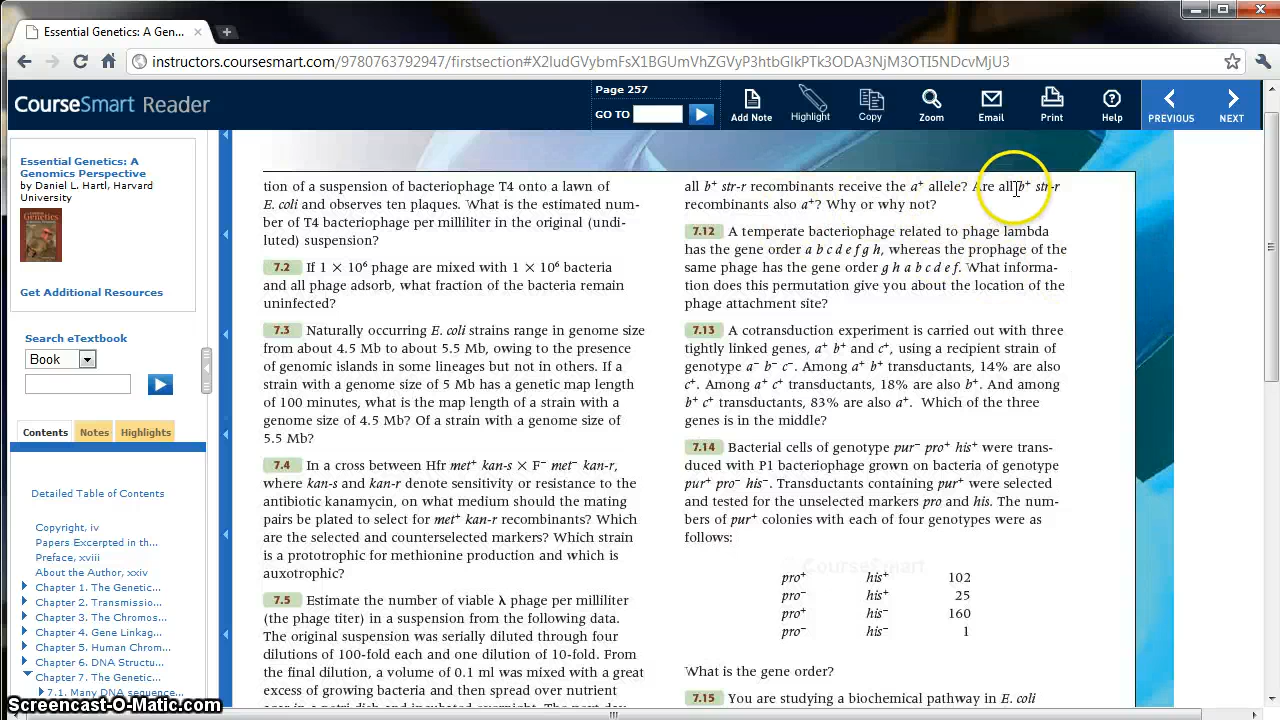 Essential Genetics: A Gen...
instructors.coursesmart.com/9780763792947/firstsection#X2ludGVybmFsX1BGUmVhZGVyP3htbGlkPTk3ODA3NjM3OTI5NDcvMjU3
CourseSmart Reader
Page 257
GO TO
Add Note
Highlight
Copy
Zoom
Email
Print
Help
PREVIOUS
NEXT
Essential Genetics: A
Genomics Perspective
by Daniel L. Hartl, Harvard
University
Get Additional Resources
Search eTextbook
Book
Contents
Notes
Highlights
Detailed Table of Contents
Copyright, iv
Papers Excerpted in th...
Preface, xviii
About the Author, xxiv
Chapter 1. The Genetic...
Chapter 2. Transmissio...
Chapter 3. The Chromos...
Chapter 4. Gene Linkag...
Chapter 5. Human Chrom...
Chapter 6. DNA Structu...
Chapter 7. The Genetic...
7.1. Many DNA sequence...
tion of a suspension of bacteriophage T4 onto a lawn of
E. coli and observes ten plaques. What is the estimated num-
ber of T4 bacteriophage per milliliter in the original (undi-
luted) suspension?
7.2 If 1 × 10⁶ phage are mixed with 1 × 10⁶ bacteria
and all phage adsorb, what fraction of the bacteria remain
uninfected?
7.3 Naturally occurring E. coli strains range in genome size
from about 4.5 Mb to about 5.5 Mb, owing to the presence
of genomic islands in some lineages but not in others. If a
strain with a genome size of 5 Mb has a genetic map length
of 100 minutes, what is the map length of a strain with a
genome size of 4.5 Mb? Of a strain with a genome size of
5.5 Mb?
7.4 In a cross between Hfr met⁺ kan-s × F⁻ met⁻ kan-r,
where kan-s and kan-r denote sensitivity or resistance to the
antibiotic kanamycin, on what medium should the mating
pairs be plated to select for met⁺ kan-r recombinants? Which
are the selected and counterselected markers? Which strain
is a prototrophic for methionine production and which is
auxotrophic?
7.5 Estimate the number of viable λ phage per milliliter
(the phage titer) in a suspension from the following data.
The original suspension was serially diluted through four
dilutions of 100-fold each and one dilution of 10-fold. From
the final dilution, a volume of 0.1 ml was mixed with a great
excess of growing bacteria and then spread over nutrient
all b⁺ str-r recombinants receive the a⁺ allele? Are all b⁺ str-r
recombinants also a⁺? Why or why not?
7.12 A temperate bacteriophage related to phage lambda
has the gene order a b c d e f g h, whereas the prophage of the
same phage has the gene order g h a b c d e f. What informa-
tion does this permutation give you about the location of the
phage attachment site?
7.13 A cotransduction experiment is carried out with three
tightly linked genes, a⁺ b⁺ and c⁺, using a recipient strain of
genotype a⁻ b⁻ c⁻. Among a⁺ b⁺ transductants, 14% are also
c⁺. Among a⁺ c⁺ transductants, 18% are also b⁺. And among
b⁺ c⁺ transductants, 83% are also a⁺. Which of the three
genes is in the middle?
7.14 Bacterial cells of genotype pur⁻ pro⁺ his⁺ were trans-
duced with P1 bacteriophage grown on bacteria of genotype
pur⁺ pro⁻ his⁻. Transductants containing pur⁺ were selected
and tested for the unselected markers pro and his. The num-
bers of pur⁺ colonies with each of four genotypes were as
follows:
CourseSmart
pro⁺ his⁺ 102
pro⁻ his⁺ 25
pro⁺ his⁻ 160
pro⁻ his⁻ 1
What is the gene order?
7.15 You are studying a biochemical pathway in E. coli
Screencast-O-Matic.com